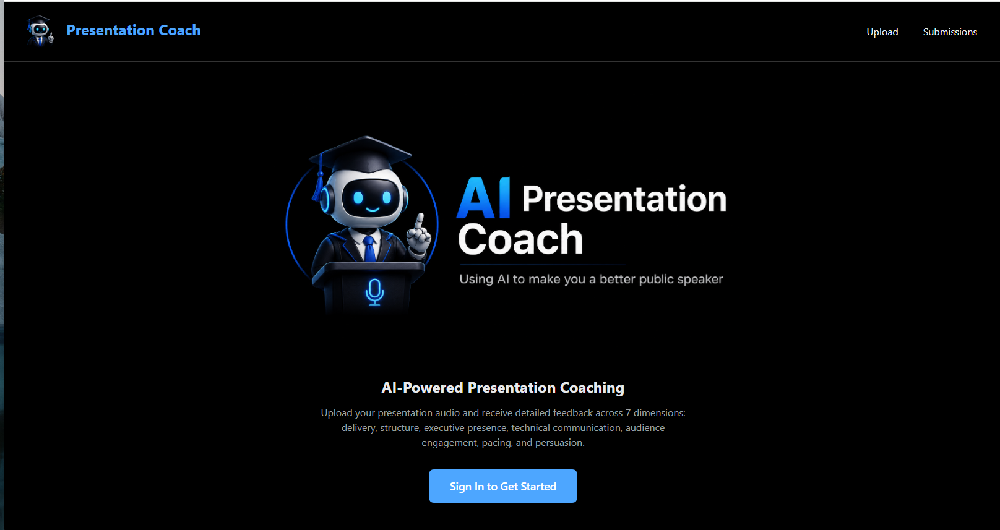 Presentation Coach
Upload
Submissions
AI Presentation
Coach
Using AI to make you a better public speaker
AI-Powered Presentation Coaching
Upload your presentation audio and receive detailed feedback across 7 dimensions:
delivery, structure, executive presence, technical communication, audience
engagement, pacing, and persuasion.
Sign In to Get Started